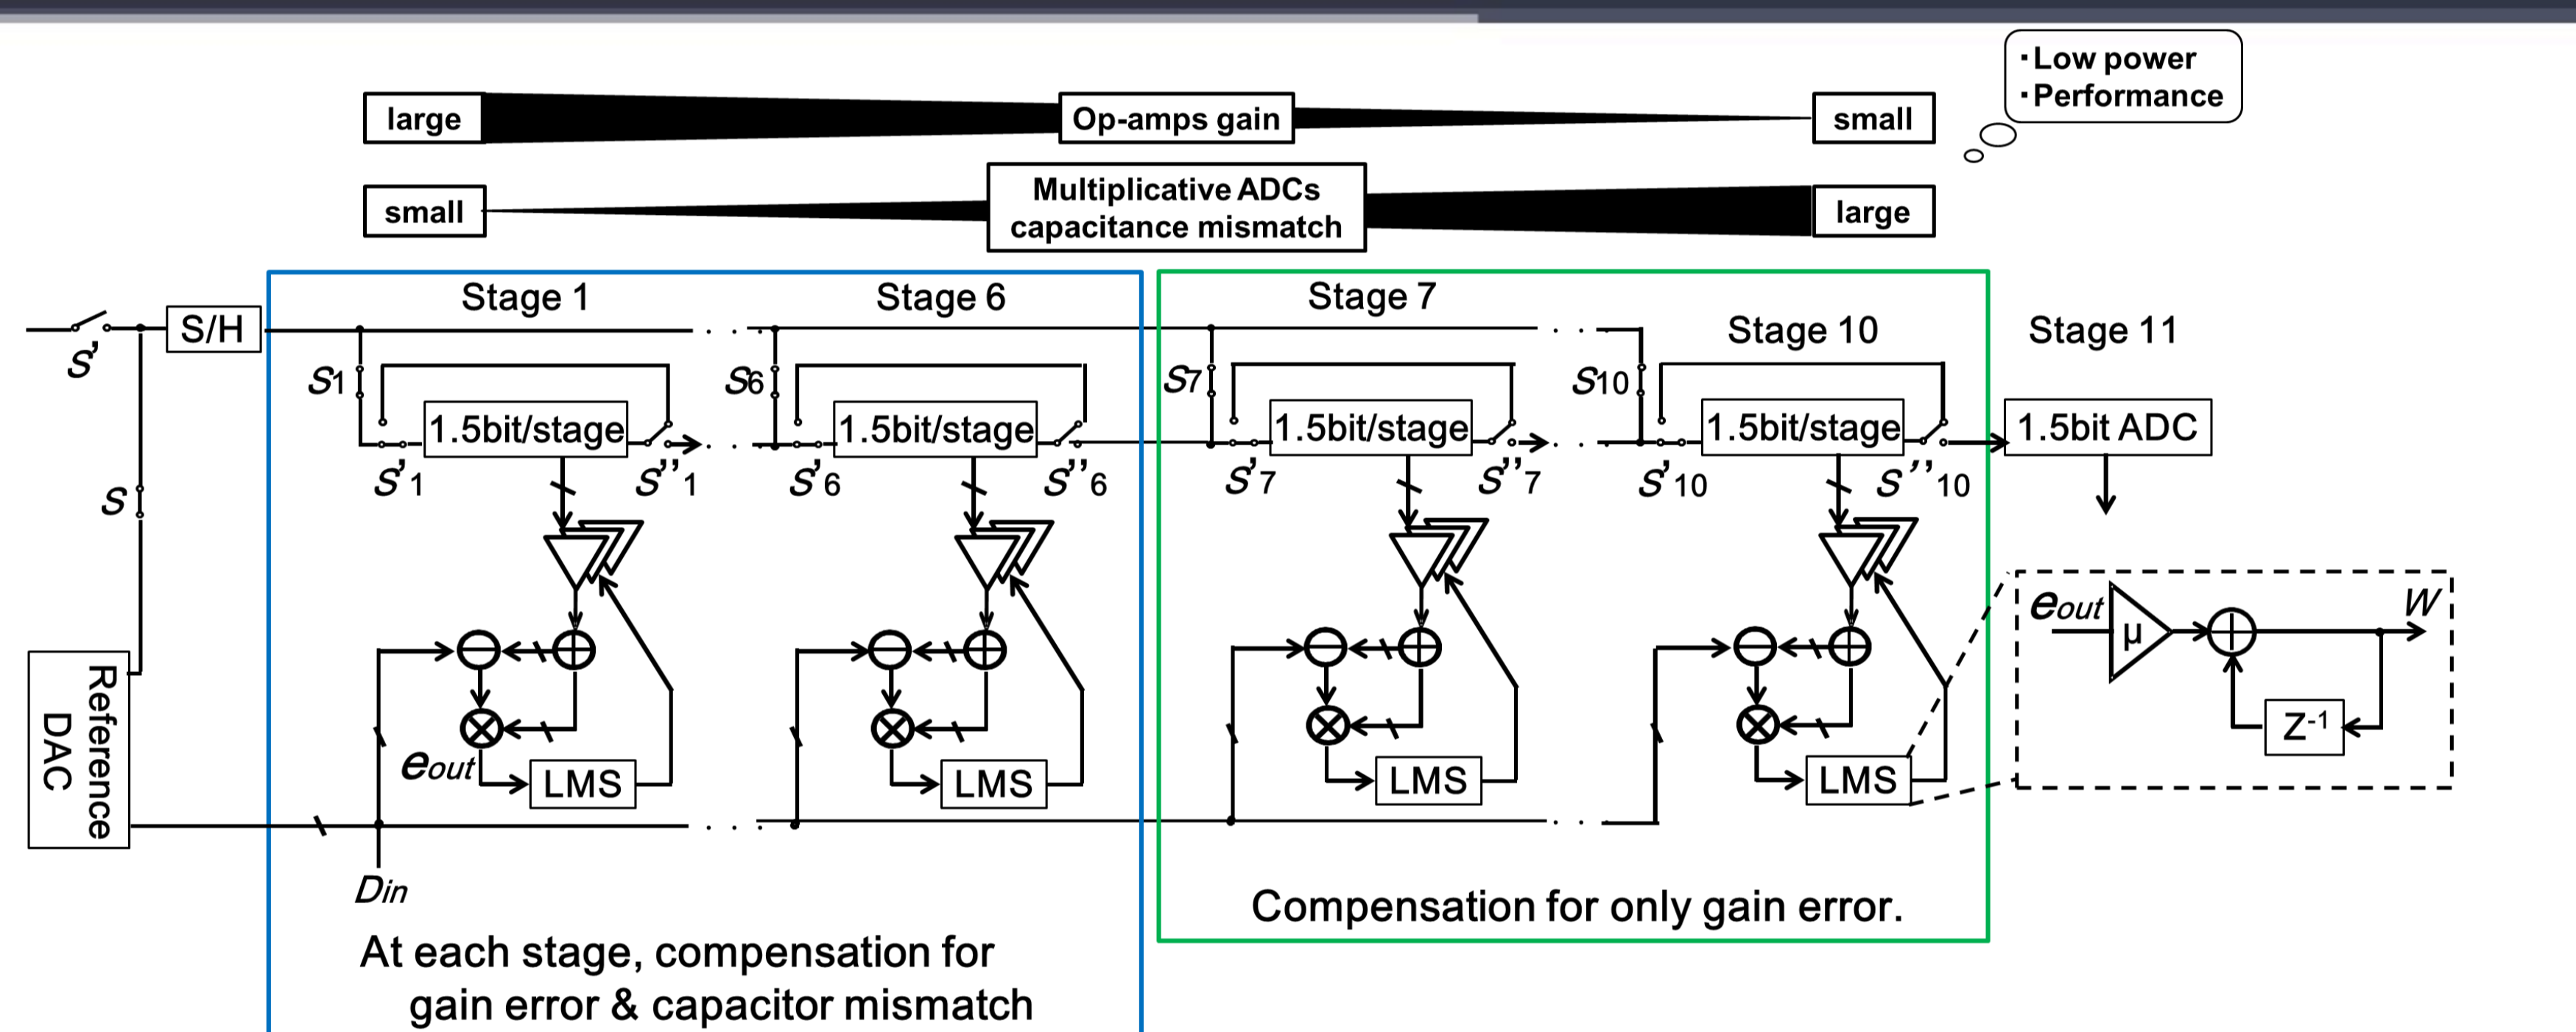 ・Low power
・Performance
large
Op-amps gain
small
small
Multiplicative ADCs
capacitance mismatch
large
Stage 1
Stage 6
Stage 7
Stage 10
Stage 11
S'
S/H
S1
S6
S7
S10
1.5bit/stage
1.5bit/stage
1.5bit/stage
1.5bit/stage
1.5bit ADC
S'1
S''1
S'6
S''6
S'7
S''7
S'10
S''10
S
Reference
DAC
eout
LMS
LMS
LMS
LMS
eout
μ
W
Z-1
Din
Compensation for only gain error.
At each stage, compensation for
gain error & capacitor mismatch